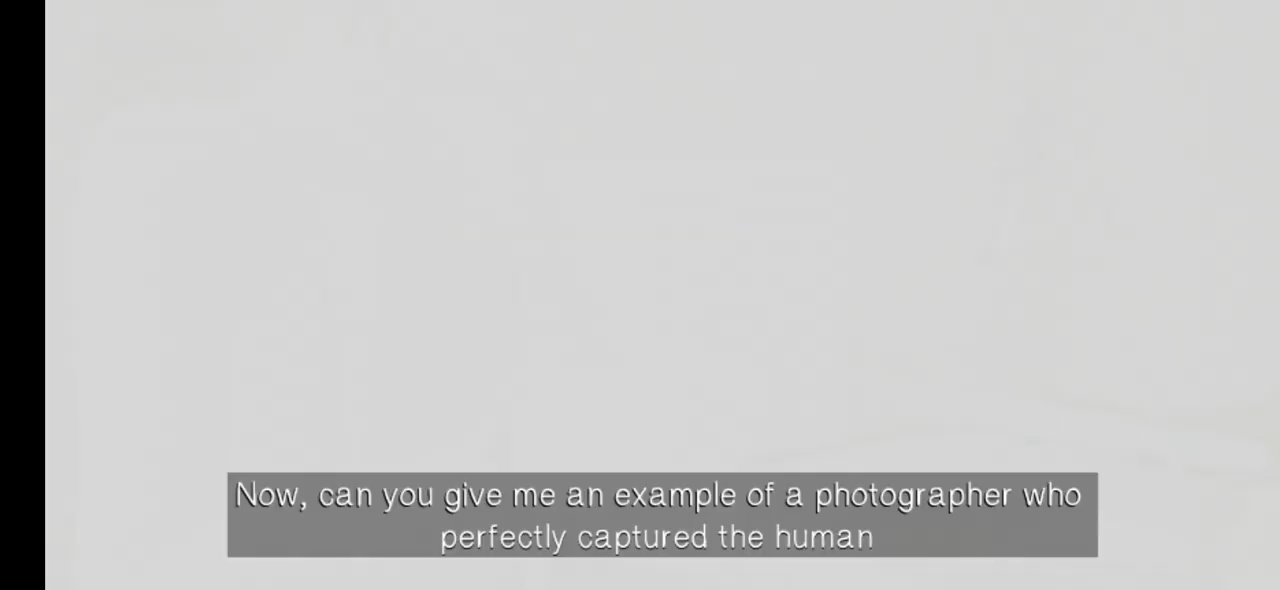 Now, can you give me an example of a photographer who
perfectly captured the human